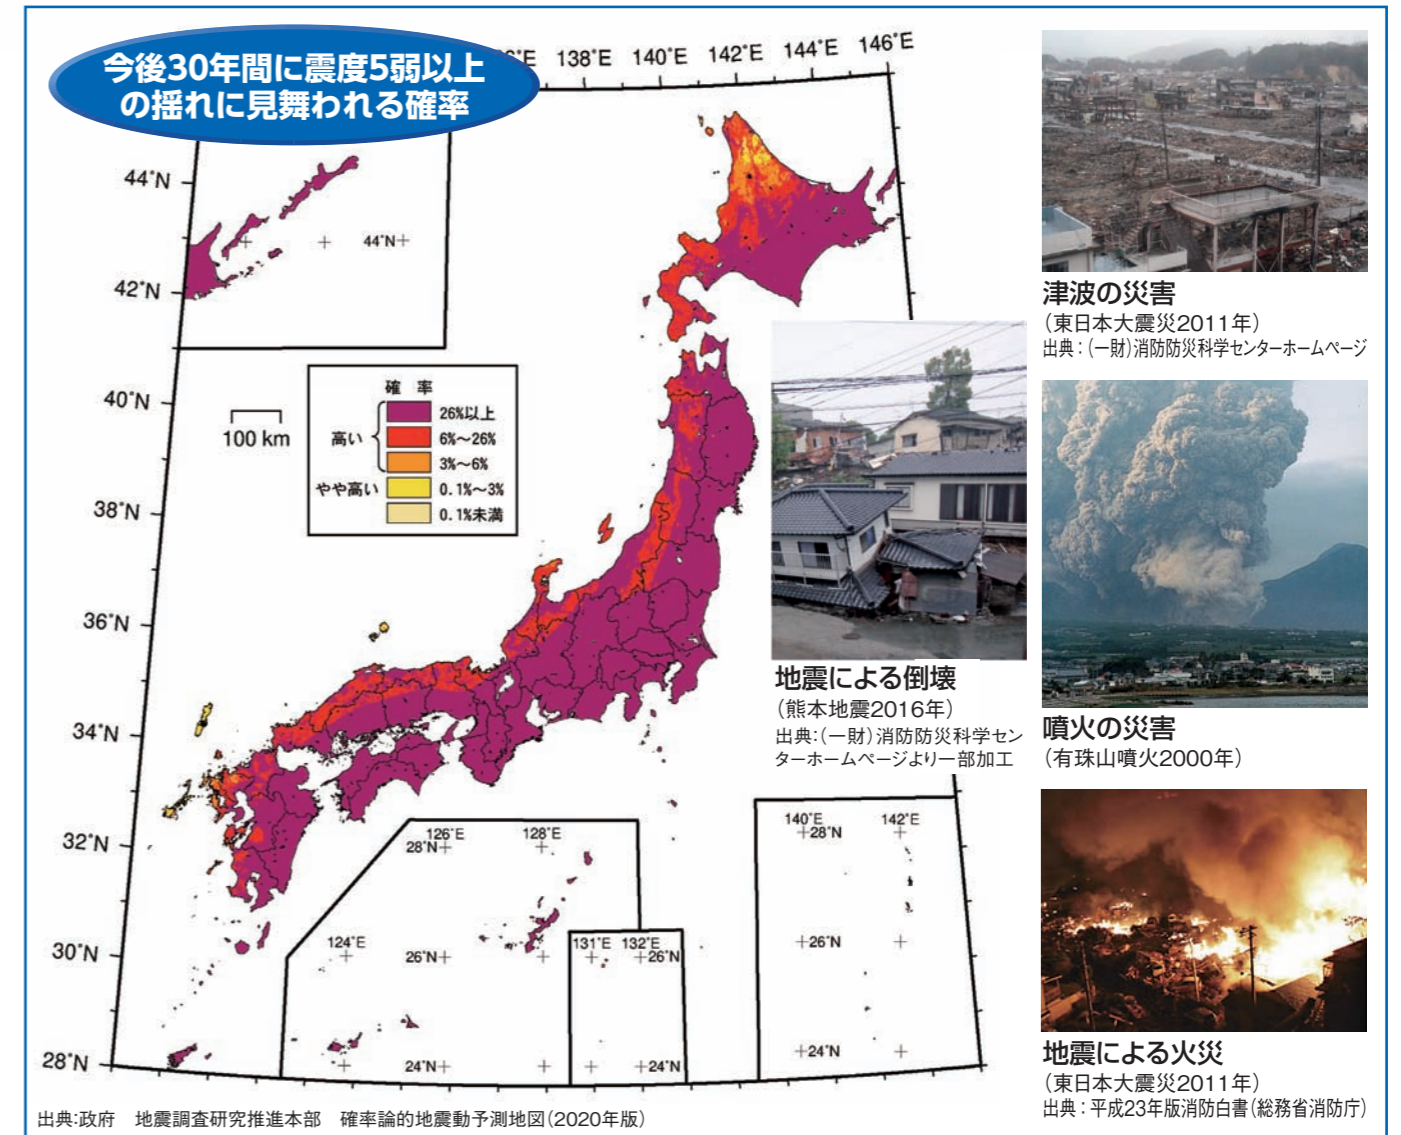 今後30年間に震度5弱以上
の揺れに見舞われる確率
138°E 140°E 142°E 144°E 146°E
44°N
42°N
40°N
38°N
36°N
34°N
32°N
30°N
28°N
44°N
100 km
確 率
高い
26%以上
6%～26%
3%～6%
やや高い
0.1%～3%
0.1%未満
126°E 128°E
28°N
124°E
26°N
24°N
131°E 132°E
26°N
24°N
140°E 142°E
28°N
26°N
24°N
地震による倒壊
（熊本地震2016年）
出典：（一財）消防防災科学セン
ターホームページより一部加工
津波の災害
（東日本大震災2011年）
出典：（一財）消防防災科学センターホームページ
噴火の災害
（有珠山噴火2000年）
地震による火災
（東日本大震災2011年）
出典：平成23年版消防白書（総務省消防庁）
出典:政府 地震調査研究推進本部 確率論的地震動予測地図（2020年版）